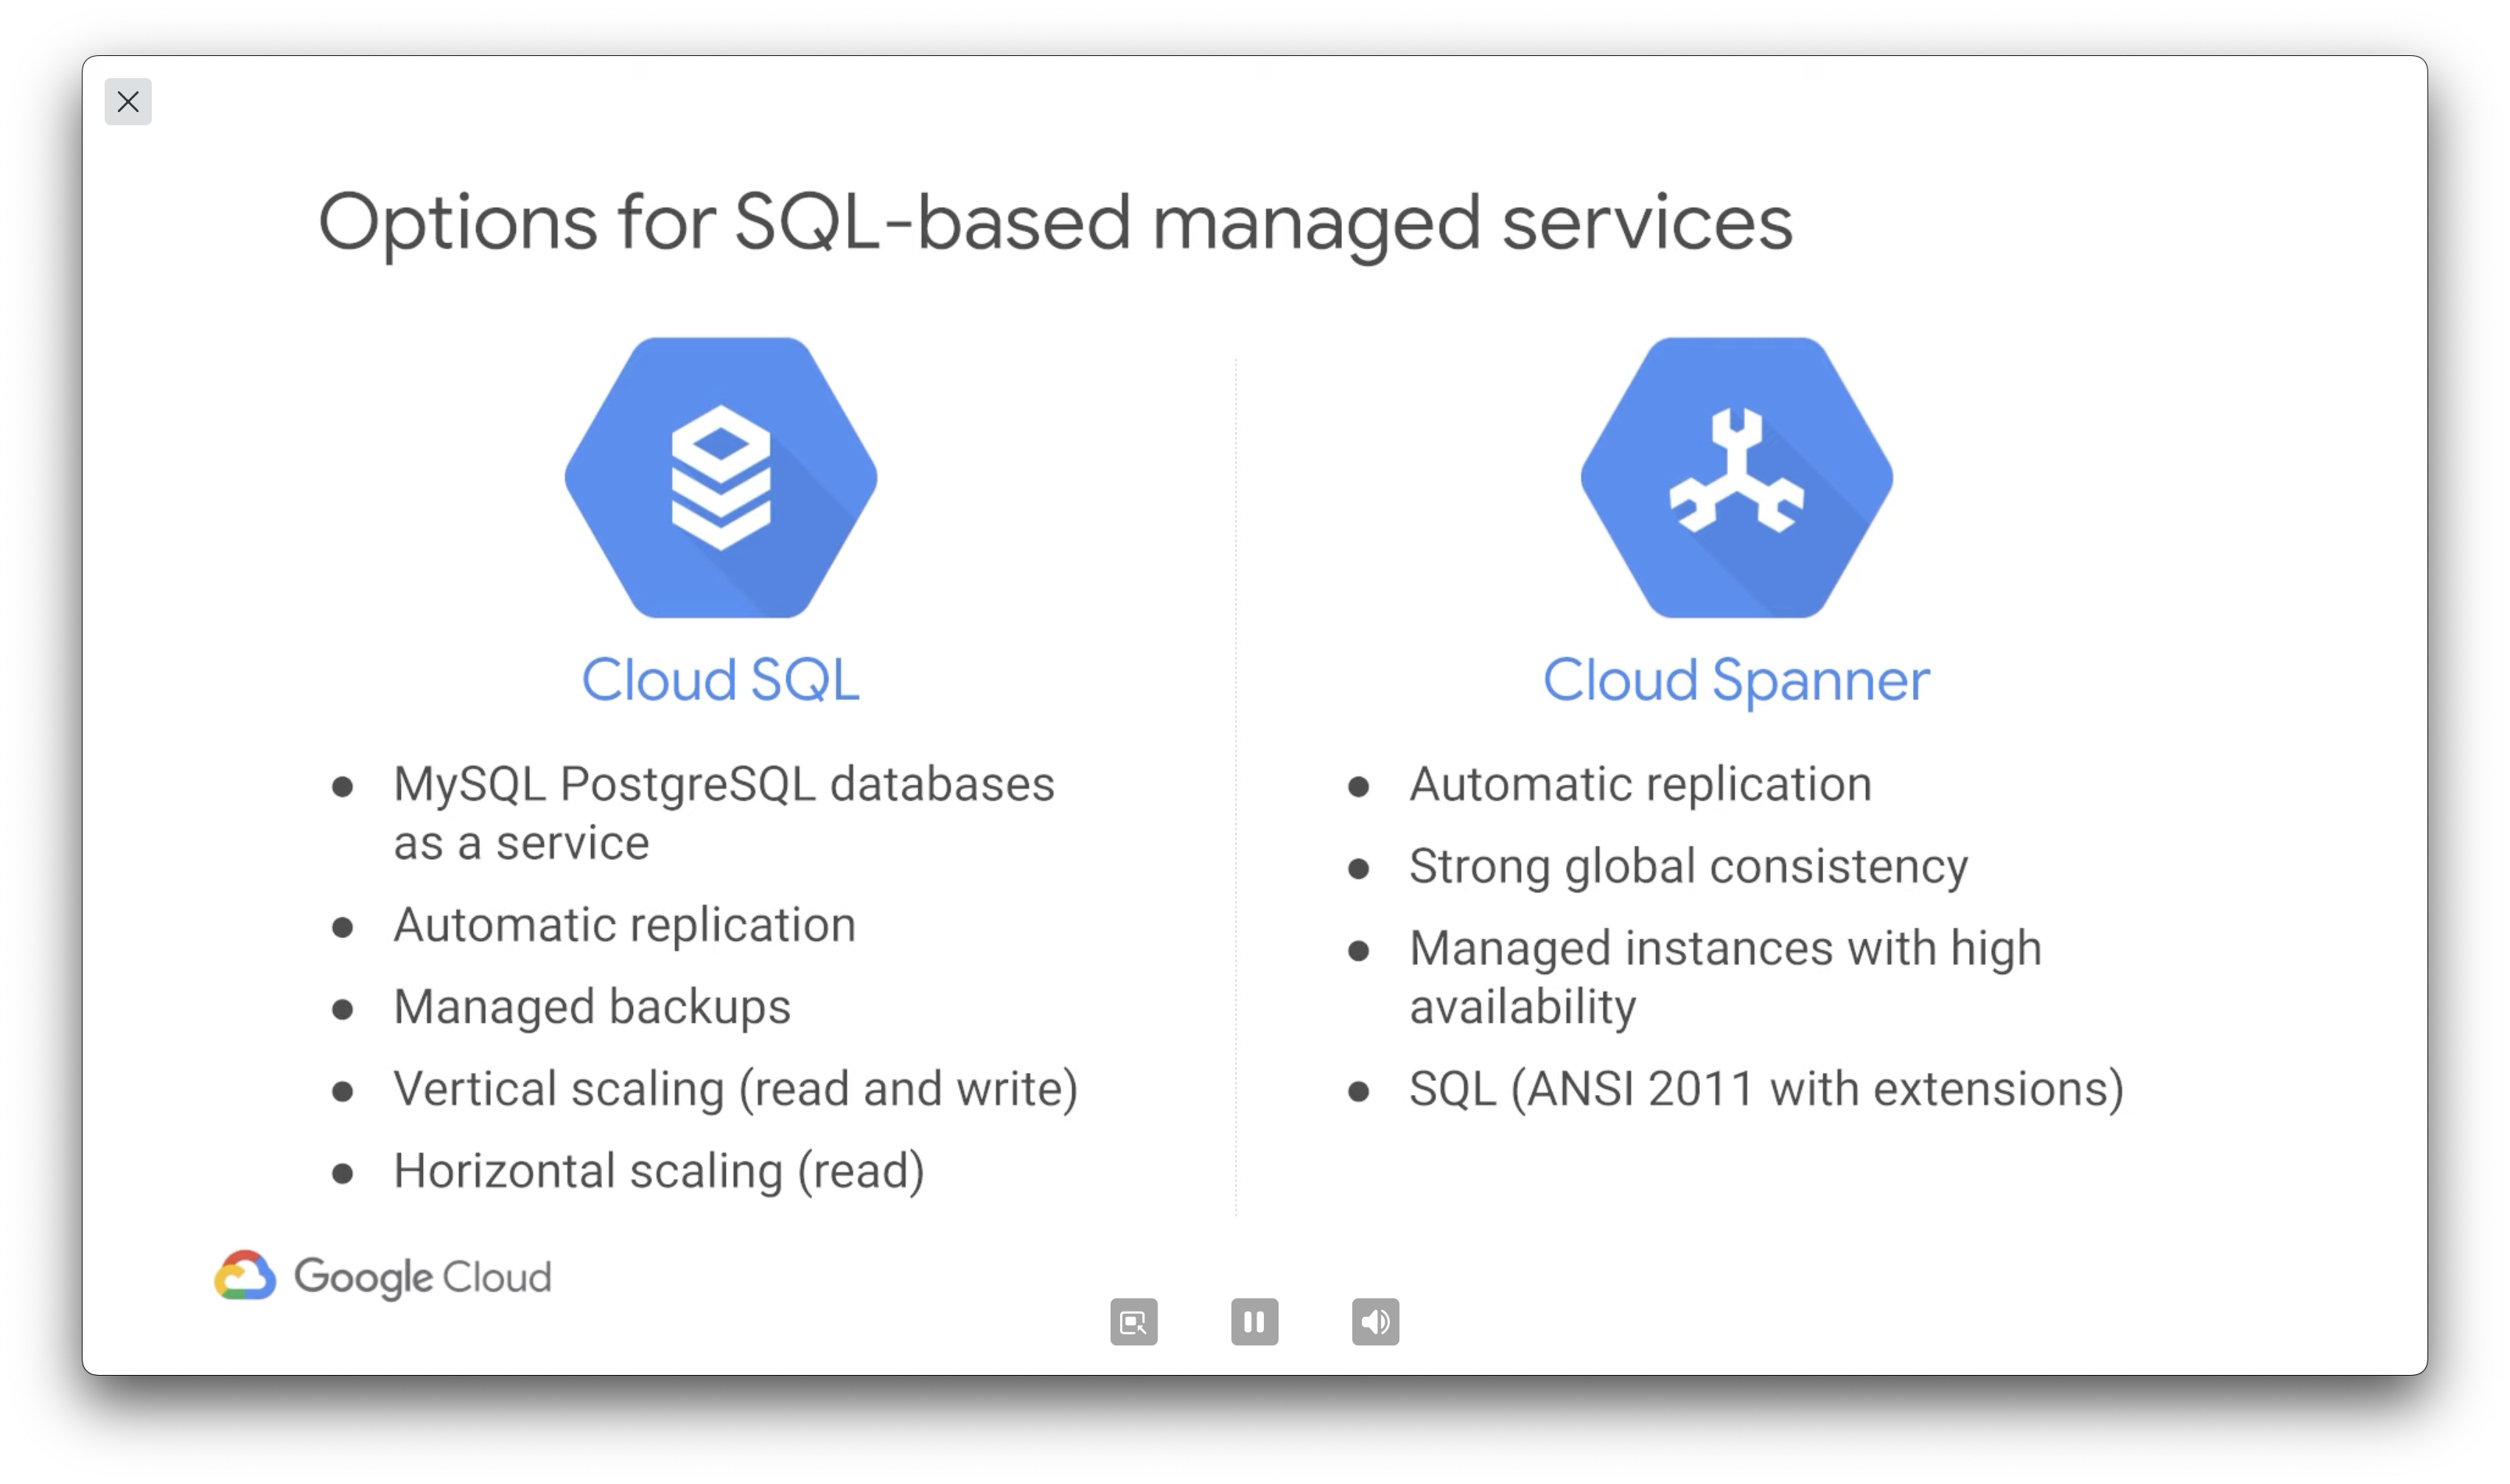 Options for SQL-based managed services
Cloud SQL
● MySQL PostgreSQL databases
as a service
● Automatic replication
● Managed backups
● Vertical scaling (read and write)
● Horizontal scaling (read)
Cloud Spanner
● Automatic replication
● Strong global consistency
● Managed instances with high
availability
● SQL (ANSI 2011 with extensions)
Google Cloud